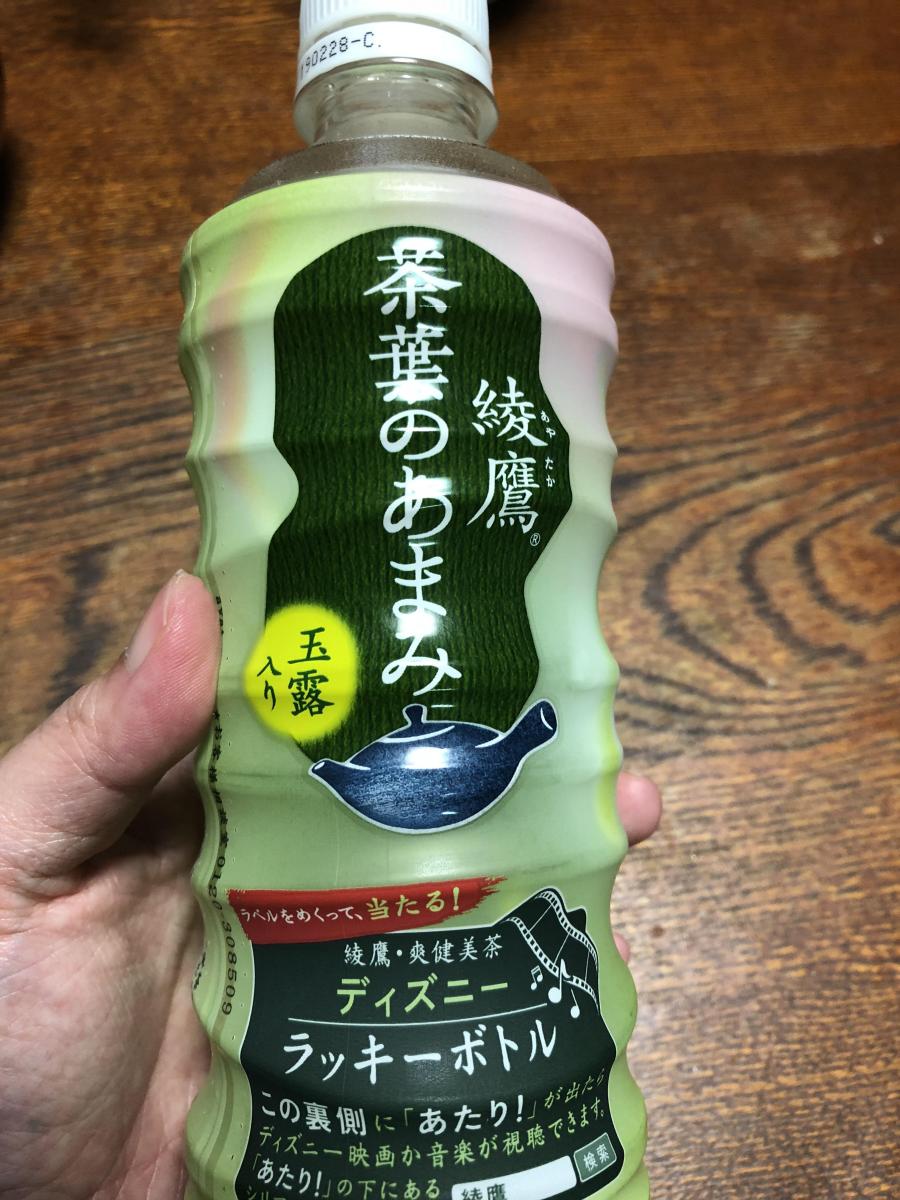 190228-C.
茶葉のあまみ
綾鷹®
あやたか
玉露
入り
0120-308509
ラベルをめくって、当たる!
綾鷹・爽健美茶
ディズニー
ラッキーボトル
この裏側に「あたり!」が出たら
ディズニー映画か音楽が視聴できます。
「あたり!」の下にある
綾鷹
検索